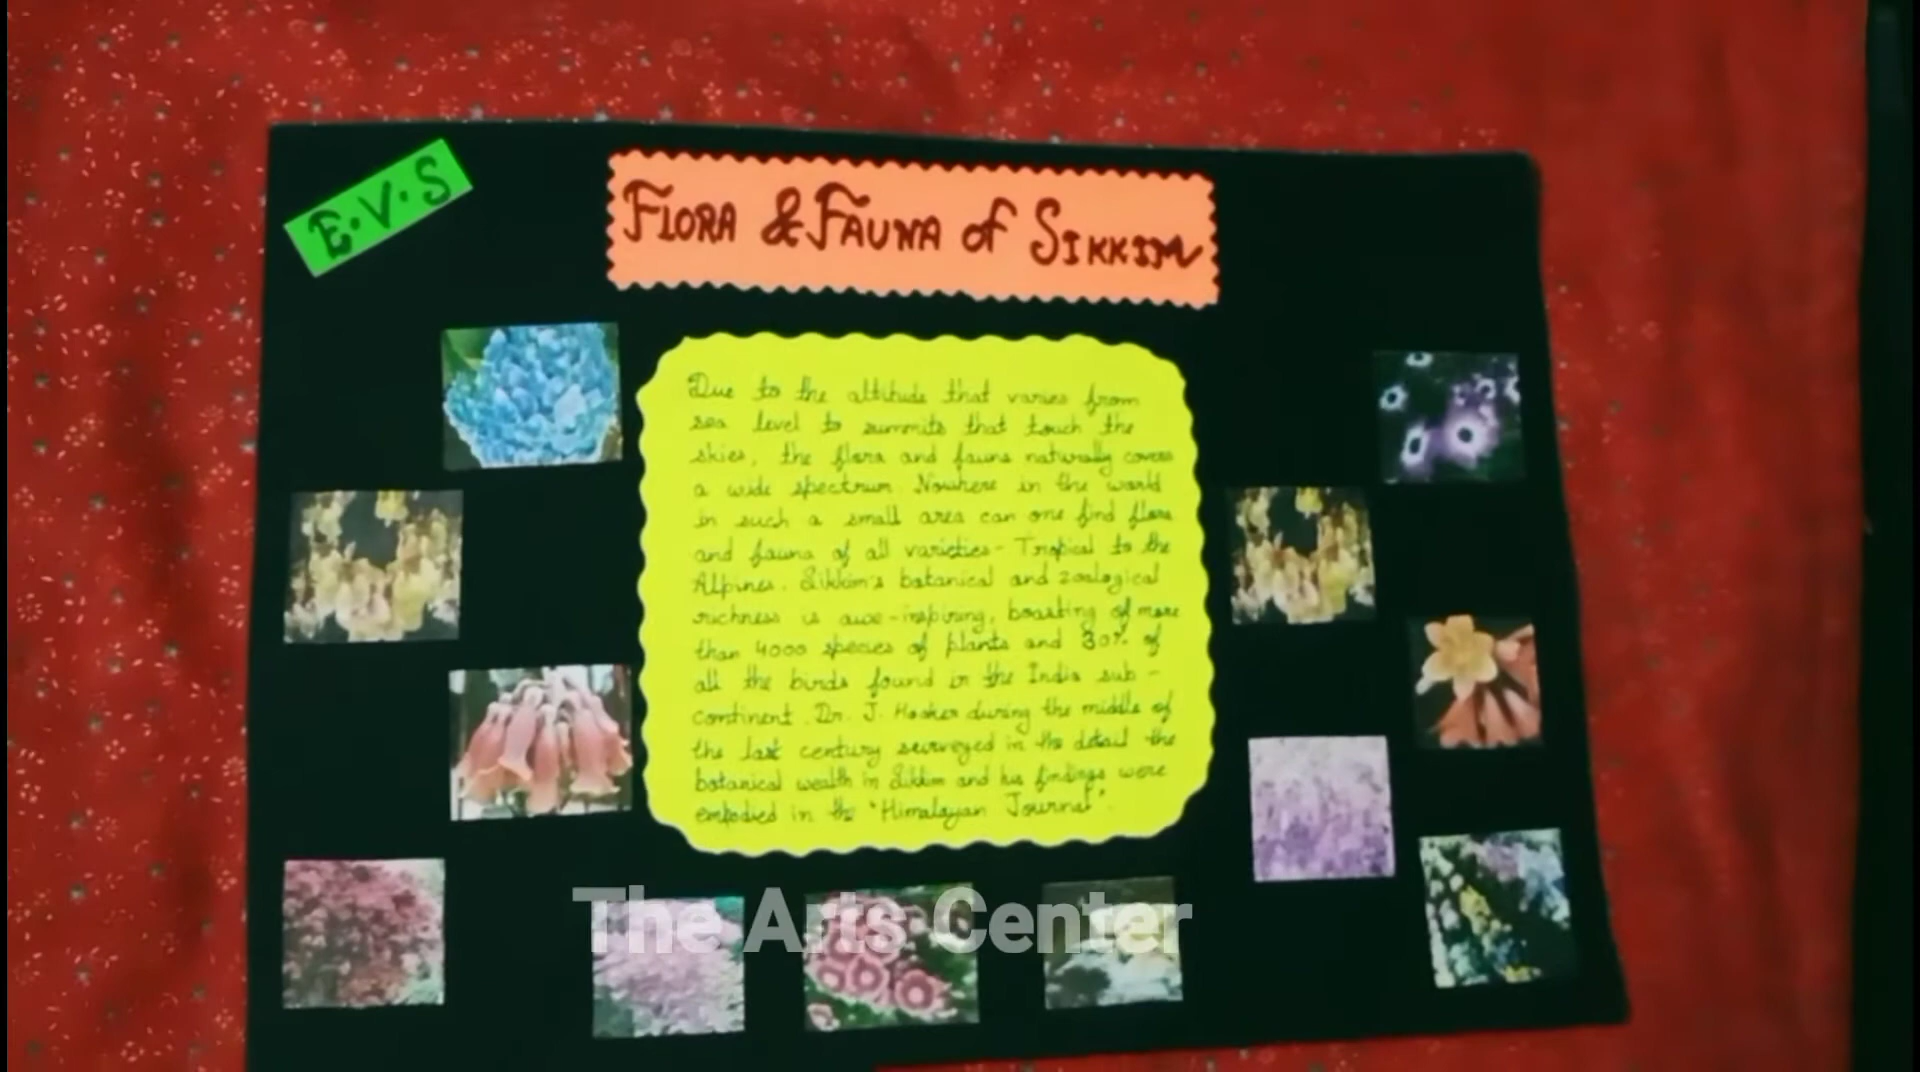 E.V.S
Flora & Fauna of Sikkim
Due to the altitude that varies from
sea level to summits that touch the
skies, the flora and fauna naturally covers
a wide spectrum. Nowhere in the world
in such a small area can one find flora
and fauna of all varieties - Tropical to the
Alpines. Sikkim's botanical and zoological
richness is awe-inspiring, boasting of more
than 4000 species of plants and 30% of
all the birds found in the India sub-
continent. Dr. J. Hooker during the middle of
the last century surveyed in the detail the
botanical wealth in Sikkim and his findings were
embodied in the "Himalayan Journal".
The Arts Center